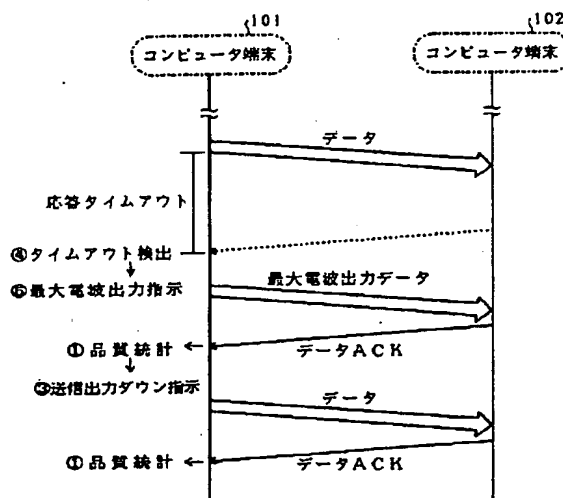 101
102
コンピュータ端末
コンピュータ端末
データ
応答タイムアウト
④タイムアウト検出
最大電波出力データ
⑤最大電波出力指示
①品質統計
データACK
③送信出力ダウン指示
データ
①品質統計
データACK